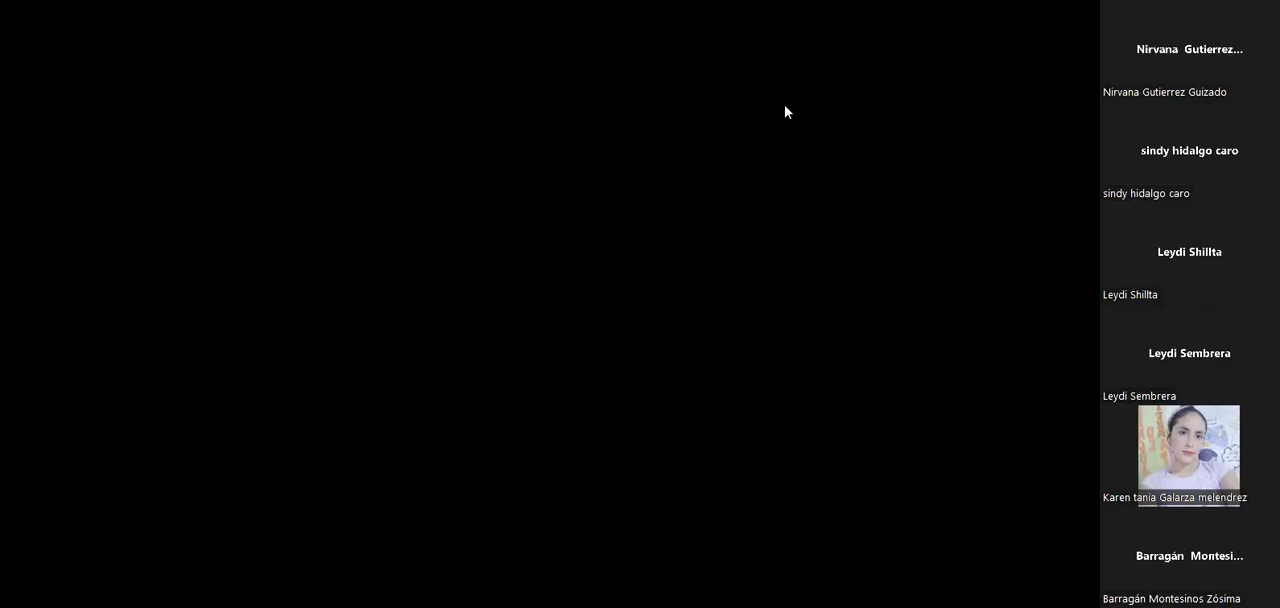 Nirvana  Gutierrez...
Nirvana Gutierrez Guizado
sindy hidalgo caro
sindy hidalgo caro
Leydi Shillta
Leydi Shillta
Leydi Sembrera
Leydi Sembrera
Karen tania Galarza melendrez
Barragán  Montesi...
Barragán Montesinos Zósima